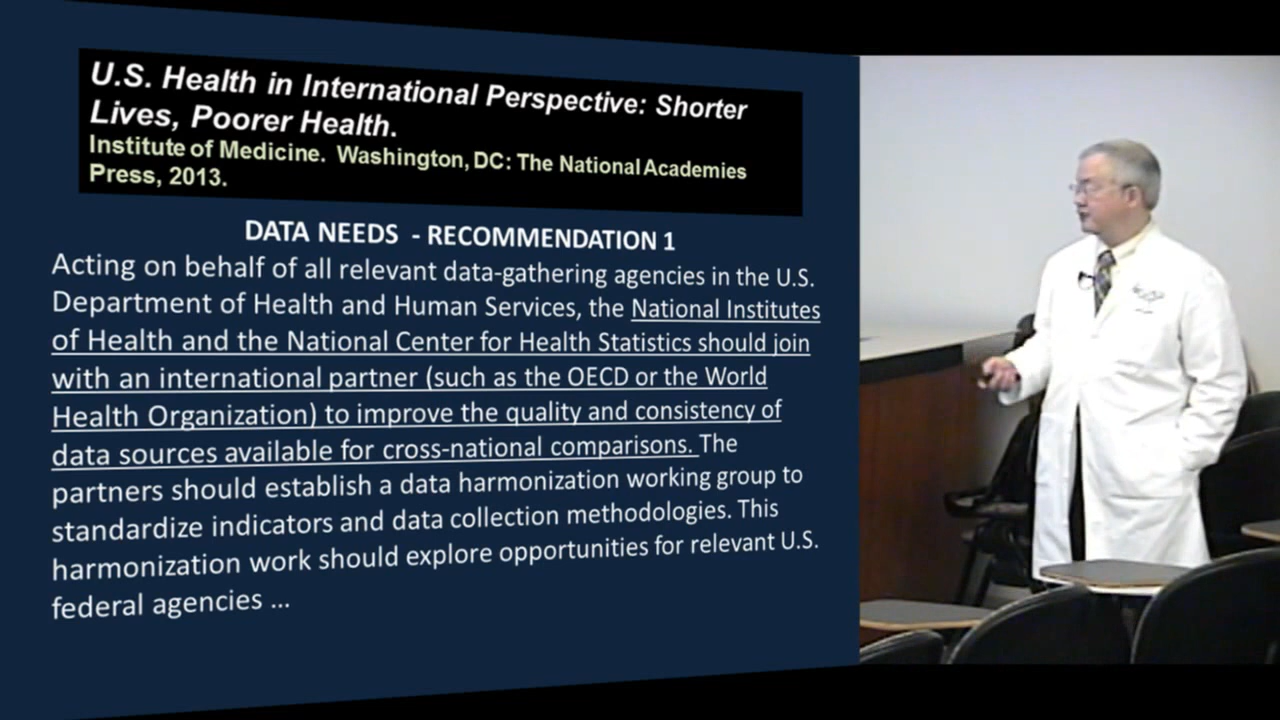 U.S. Health in International Perspective: Shorter
Lives, Poorer Health.
Institute of Medicine. Washington, DC: The National Academies
Press, 2013.
DATA NEEDS - RECOMMENDATION 1
Acting on behalf of all relevant data-gathering agencies in the U.S.
Department of Health and Human Services, the National Institutes
of Health and the National Center for Health Statistics should join
with an international partner (such as the OECD or the World
Health Organization) to improve the quality and consistency of
data sources available for cross-national comparisons. The
partners should establish a data harmonization working group to
standardize indicators and data collection methodologies. This
harmonization work should explore opportunities for relevant U.S.
federal agencies ...